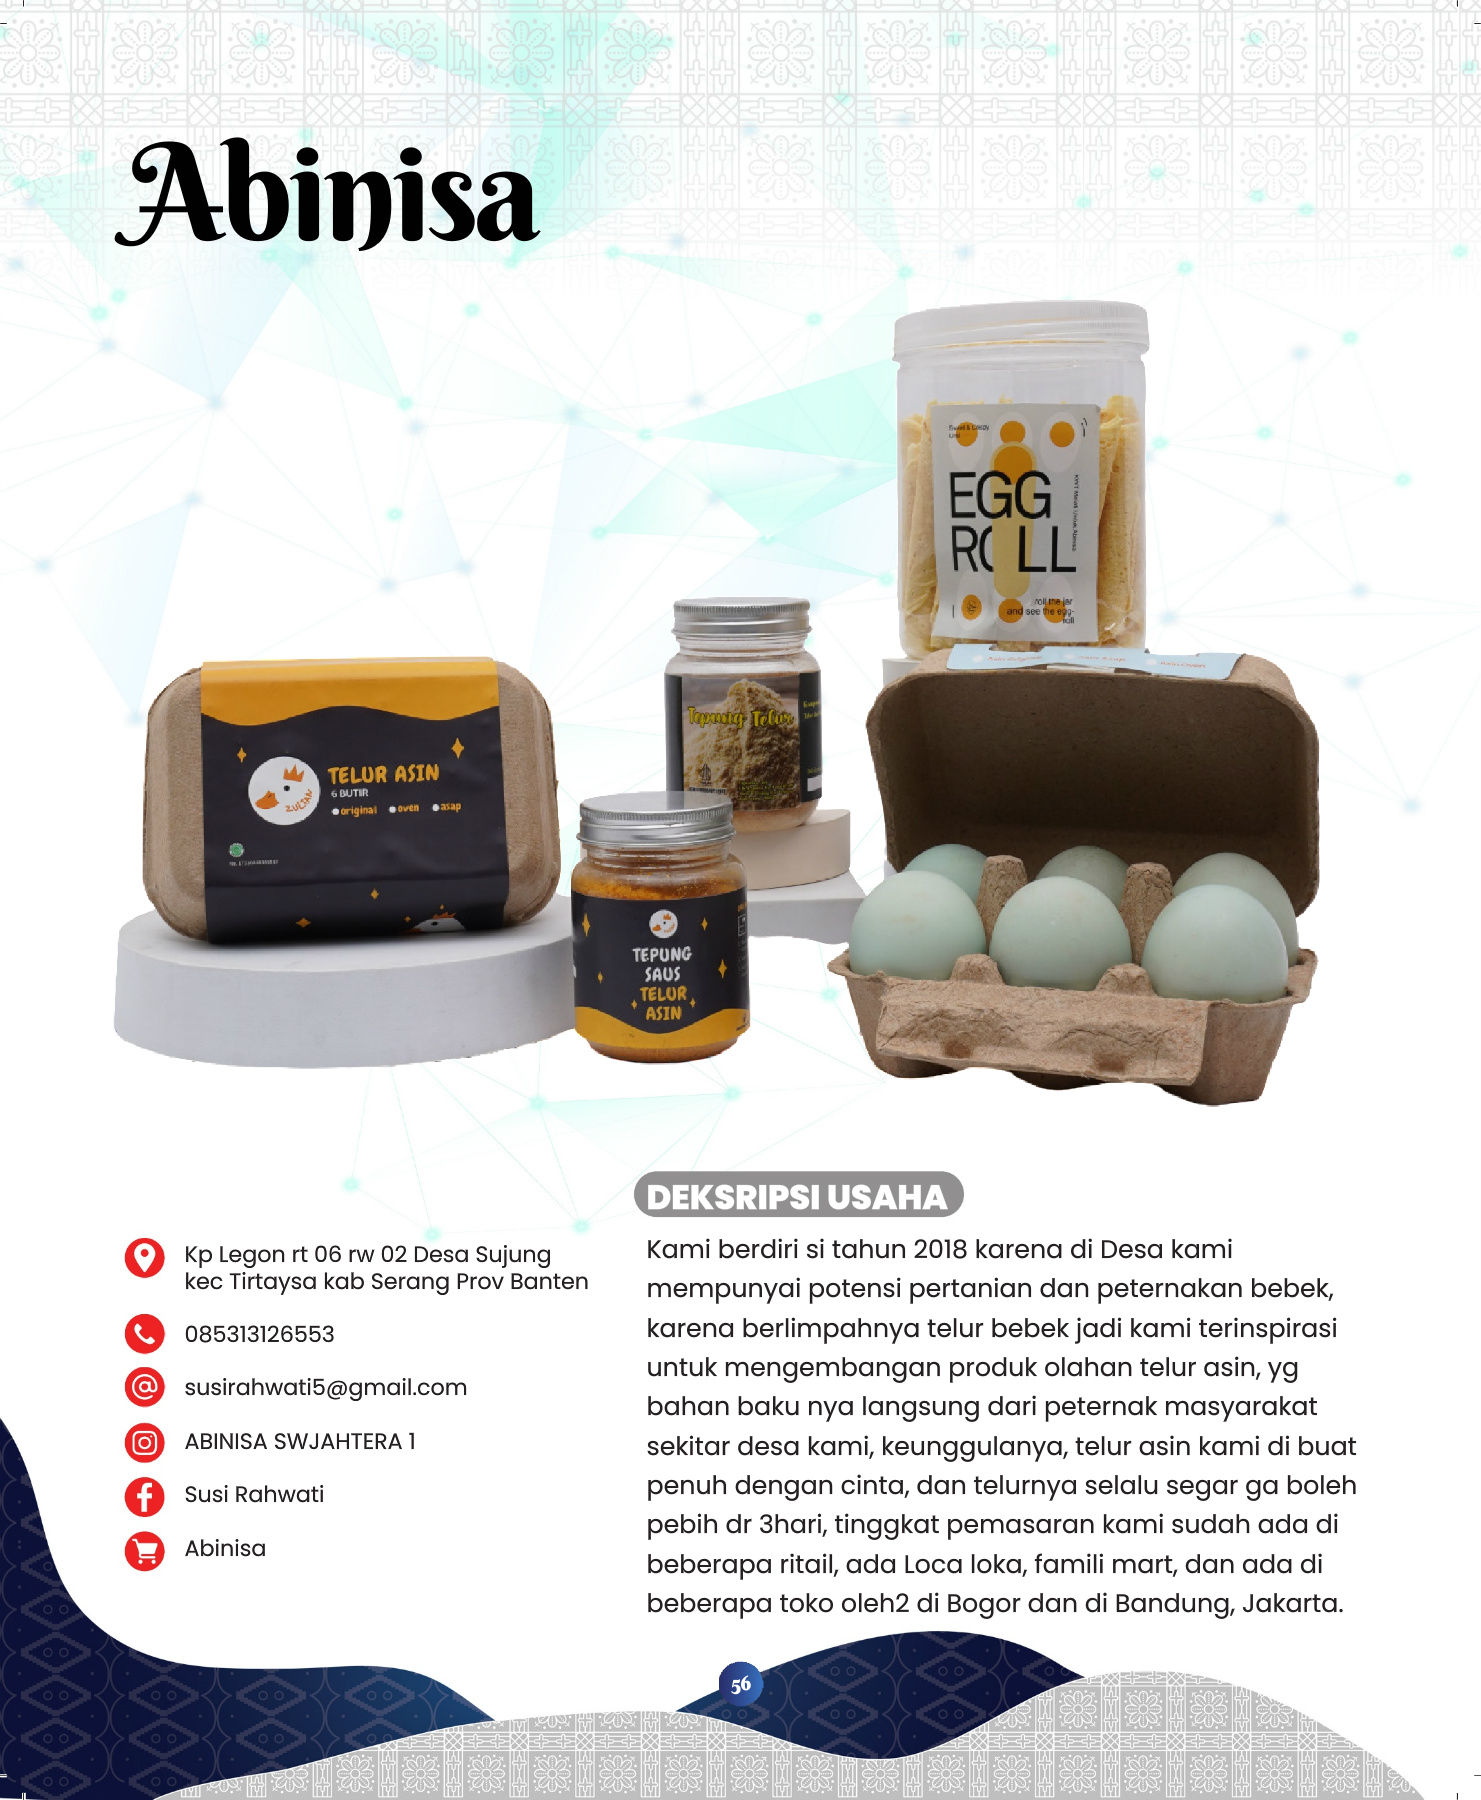 Abinisa
EGG
ROLL
roll the jar
and see the egg-
roll
Tepung Telur
TELUR ASIN
6 BUTIR
original oven asap
ZULFAN
TEPUNG
SAUS
TELUR
ASIN
DEKSRIPSI USAHA
Kp Legon rt 06 rw 02 Desa Sujung
kec Tirtaysa kab Serang Prov Banten
085313126553
susirahwati5@gmail.com
ABINISA SWJAHTERA 1
Susi Rahwati
Abinisa
Kami berdiri si tahun 2018 karena di Desa kami
mempunyai potensi pertanian dan peternakan bebek,
karena berlimpahnya telur bebek jadi kami terinspirasi
untuk mengembangan produk olahan telur asin, yg
bahan baku nya langsung dari peternak masyarakat
sekitar desa kami, keunggulanya, telur asin kami di buat
penuh dengan cinta, dan telurnya selalu segar ga boleh
pebih dr 3hari, tinggkat pemasaran kami sudah ada di
beberapa ritail, ada Loca loka, famili mart, dan ada di
beberapa toko oleh2 di Bogor dan di Bandung, Jakarta.
56